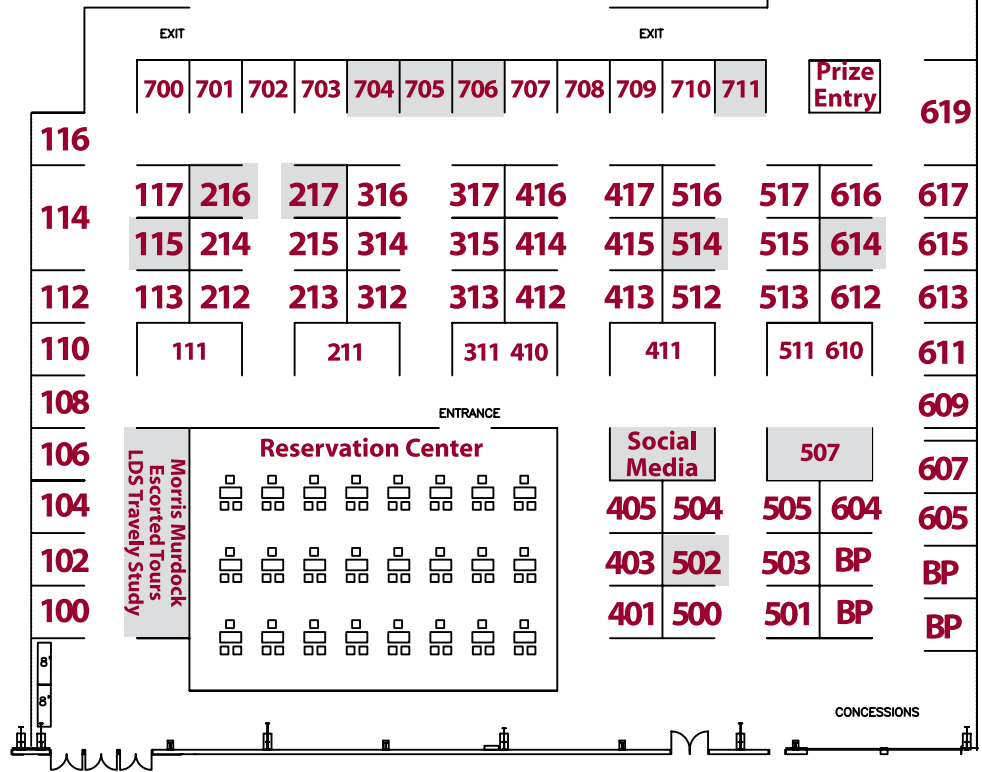 EXIT EXIT
700 701 702 703 704 705 706 707 708 709 710 711
Prize
Entry
619
116
117 216 217 316 317 416 417 516 517 616 617
114
115 214 215 314 315 414 415 514 515 614 615
112 113 212 213 312 313 412 413 512 513 612 613
110 111 211 311 410 411 511 610 611
108 609
ENTRANCE
Reservation Center
Social
Media
507
106 607
Morris Murdock
Escorted Tours
LDS Travely Study
104 405 504 505 604 605
102 403 502 503 BP BP
100 401 500 501 BP BP
8'
8'
CONCESSIONS